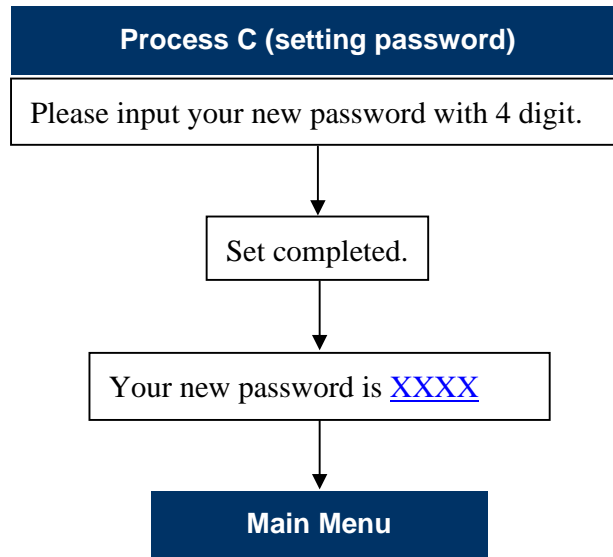 Process C (setting password)
Please input your new password with 4 digit.
Set completed.
Your new password is XXXX
Main Menu